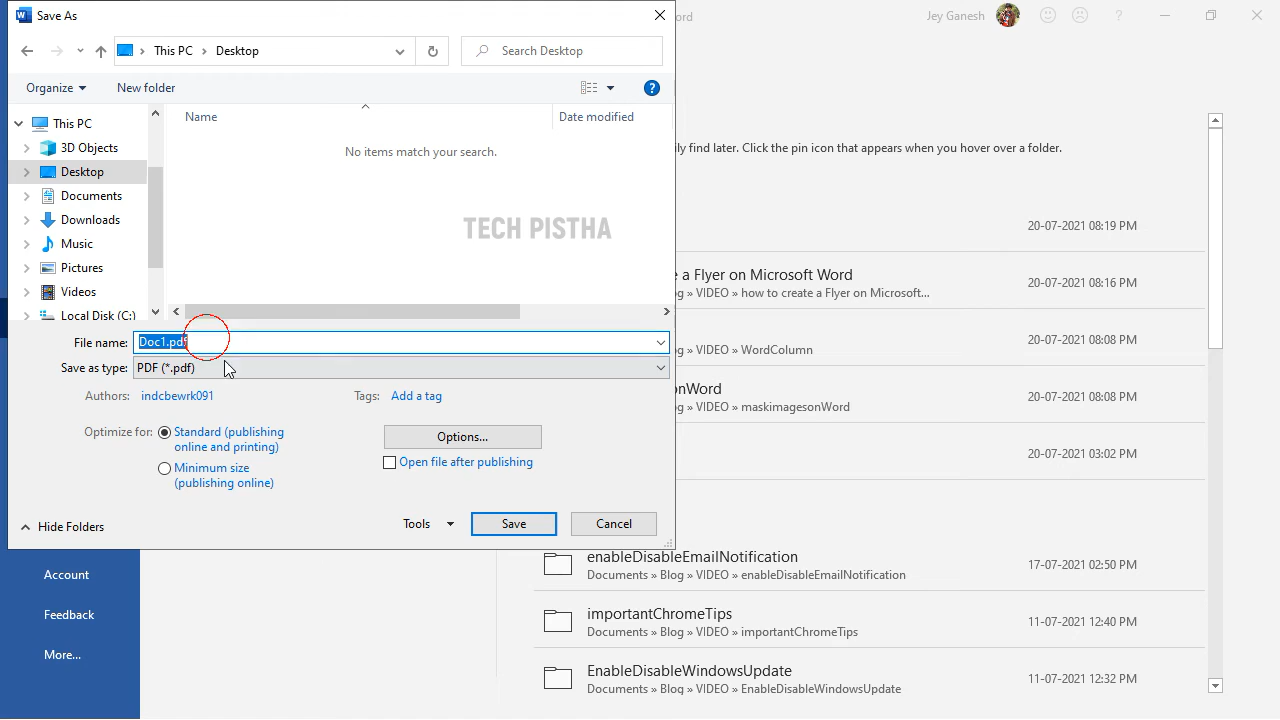 Save As
ord
Jey Ganesh
?
This PC
Desktop
Search Desktop
Organize
New folder
?
This PC
3D Objects
Desktop
Documents
Downloads
Music
Pictures
Videos
Local Disk (C:)
Name
Date modified
No items match your search.
TECH PISTHA
File name:
Doc1.pdf
Save as type:
PDF (*.pdf)
Authors:
indcbewrk091
Tags:
Add a tag
Optimize for:
Standard (publishing
online and printing)
Minimum size
(publishing online)
Options...
Open file after publishing
Hide Folders
Tools
Save
Cancel
ily find later. Click the pin icon that appears when you hover over a folder.
20-07-2021 08:19 PM
e a Flyer on Microsoft Word
og » VIDEO » how to create a Flyer on Microsoft...
20-07-2021 08:16 PM
og » VIDEO » WordColumn
20-07-2021 08:08 PM
onWord
og » VIDEO » maskimagesonWord
20-07-2021 08:08 PM
20-07-2021 03:02 PM
enableDisableEmailNotification
Documents » Blog » VIDEO » enableDisableEmailNotification
17-07-2021 02:50 PM
importantChromeTips
Documents » Blog » VIDEO » importantChromeTips
11-07-2021 12:40 PM
EnableDisableWindowsUpdate
Documents » Blog » VIDEO » EnableDisableWindowsUpdate
11-07-2021 12:32 PM
Account
Feedback
More...